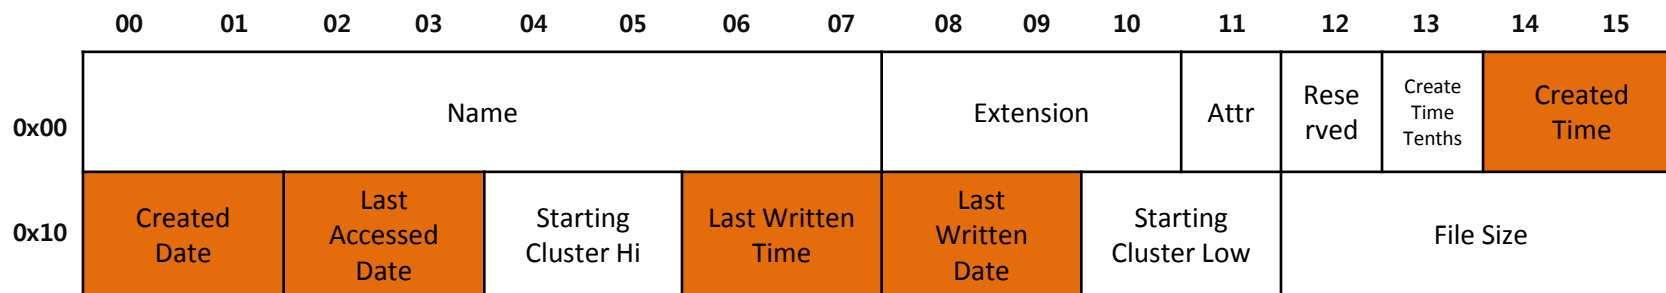 00 01 02 03 04 05 06 07 08 09 10 11 12 13 14 15
0x00
Name
Extension
Attr
Rese
rved
Create
Time
Tenths
Created
Time
0x10
Created
Date
Last
Accessed
Date
Starting
Cluster Hi
Last Written
Time
Last
Written
Date
Starting
Cluster Low
File Size